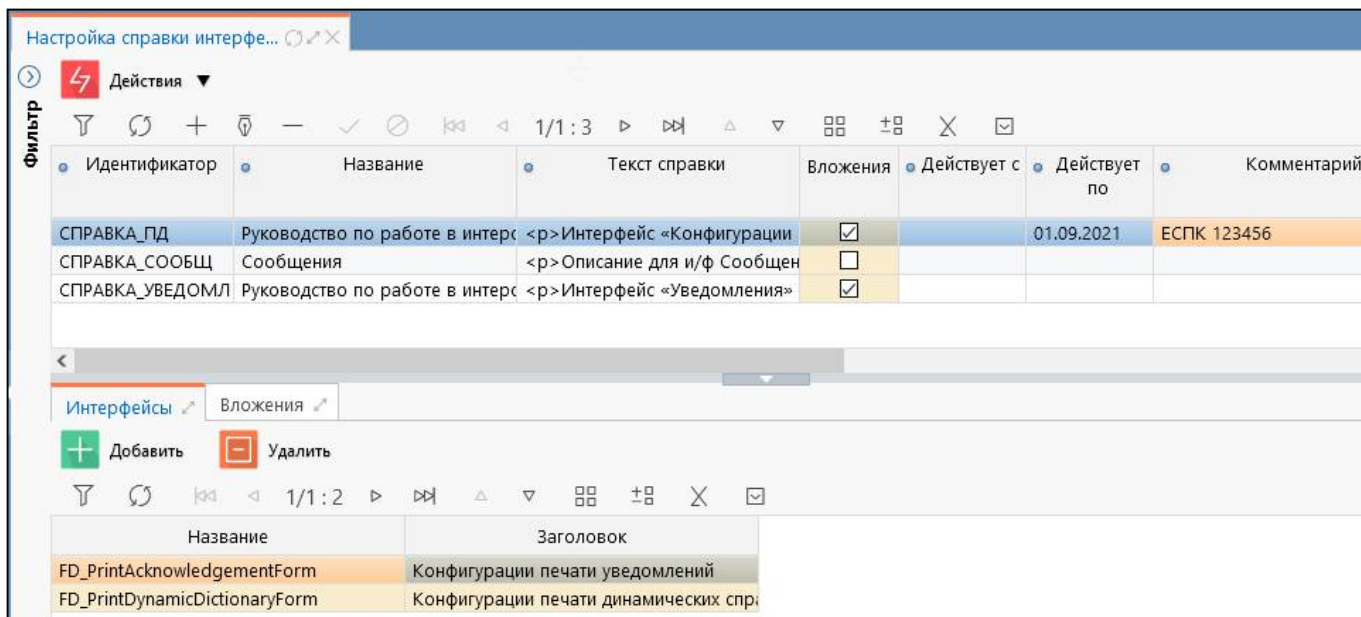 Настройка справки интерфе...
Фильтр
Действия
1/1 : 3
Идентификатор Название Текст справки Вложения Действует с Действует по Комментарий
СПРАВКА_ПД Руководство по работе в интерф <p>Интерфейс «Конфигурации 01.09.2021 ЕСПК 123456
СПРАВКА_СООБЩ Сообщения <p>Описание для и/ф Сообщен
СПРАВКА_УВЕДОМЛ Руководство по работе в интерф <p>Интерфейс «Уведомления»
Интерфейсы Вложения
Добавить Удалить
1/1 : 2
Название Заголовок
FD_PrintAcknowledgementForm Конфигурации печати уведомлений
FD_PrintDynamicDictionaryForm Конфигурации печати динамических спра